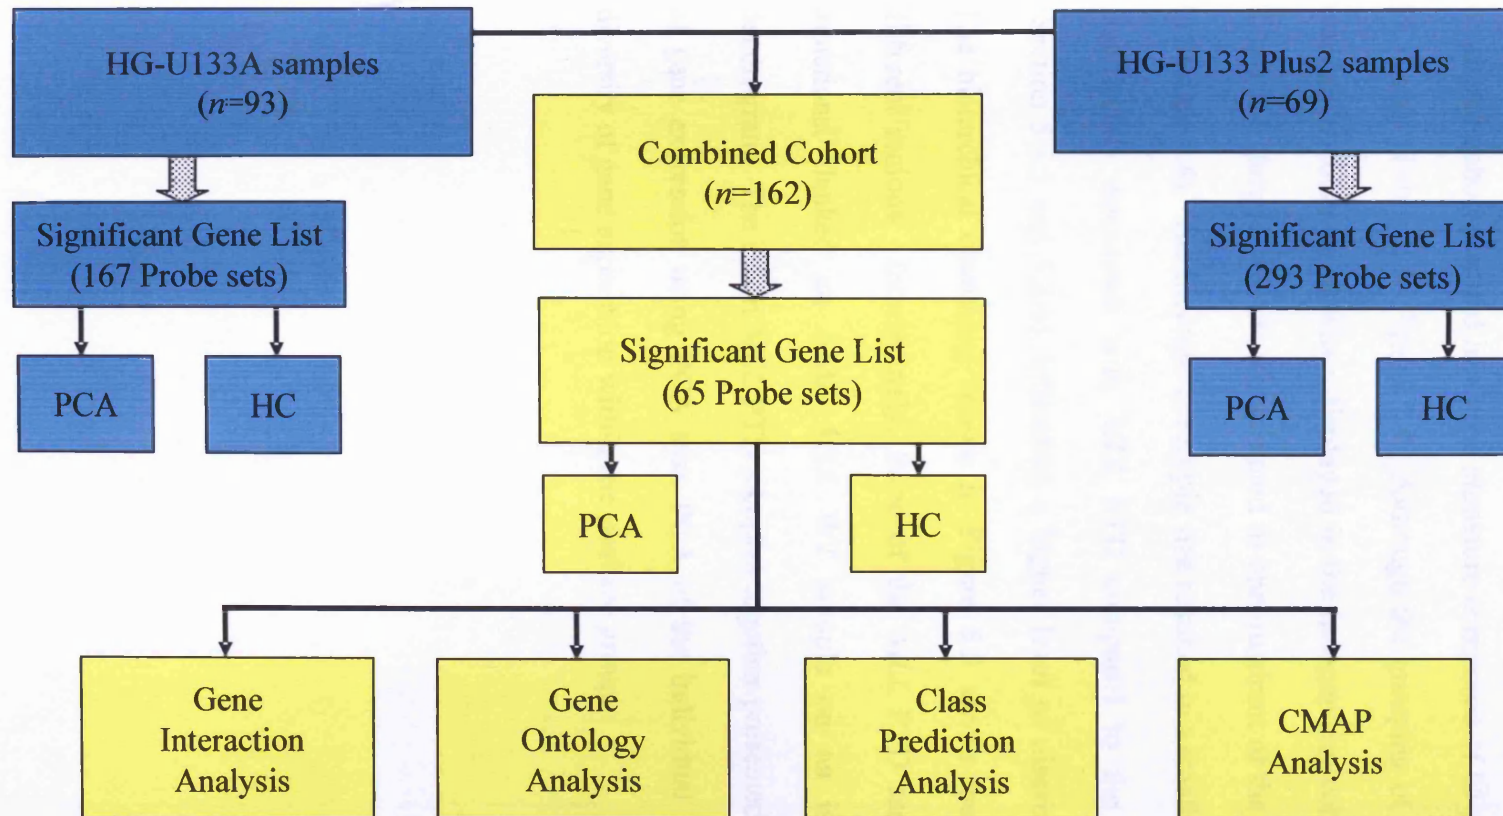 HG-U133A samples
(n=93)
HG-U133 Plus2 samples
(n=69)
Combined Cohort
(n=162)
Significant Gene List
(167 Probe sets)
Significant Gene List
(293 Probe sets)
Significant Gene List
(65 Probe sets)
PCA
HC
PCA
HC
PCA
HC
Gene
Interaction
Analysis
Gene
Ontology
Analysis
Class
Prediction
Analysis
CMAP
Analysis